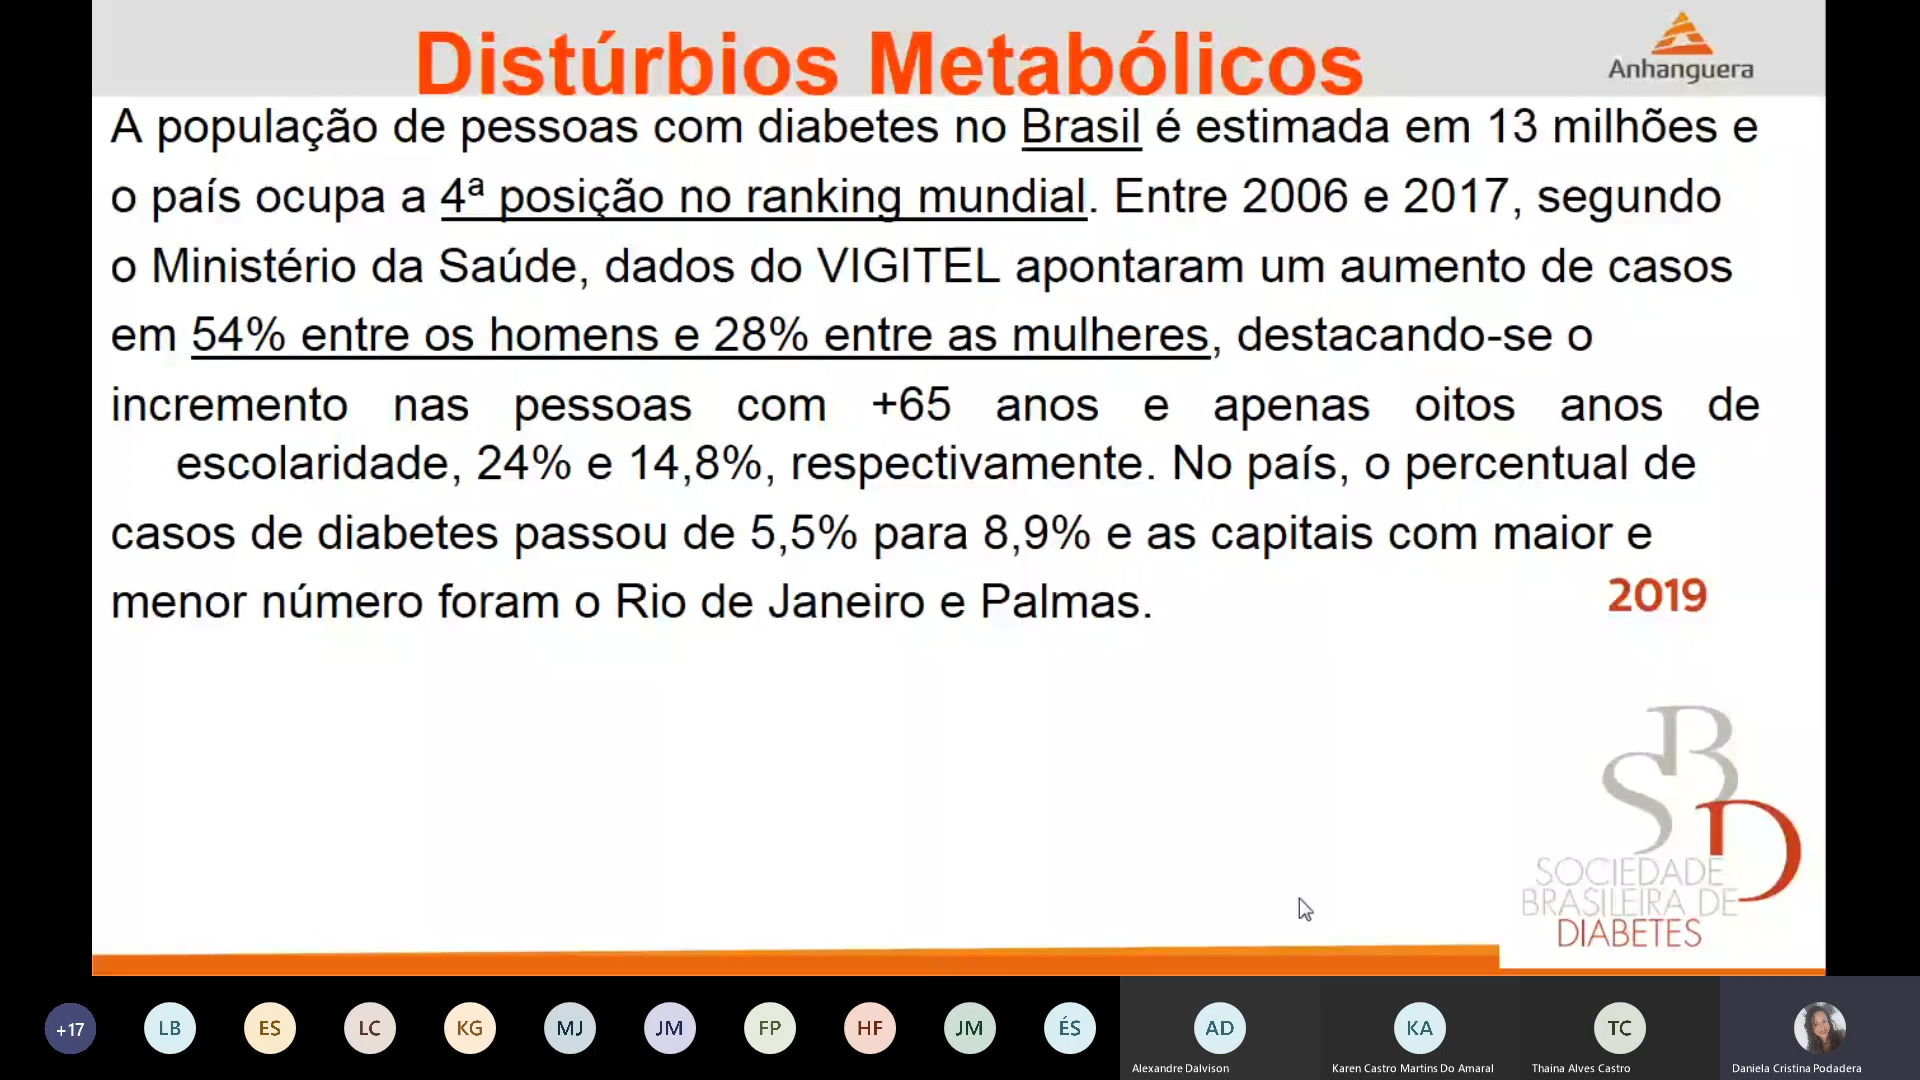 Distúrbios Metabólicos
Anhanguera
A população de pessoas com diabetes no Brasil é estimada em 13 milhões e
o país ocupa a 4ª posição no ranking mundial. Entre 2006 e 2017, segundo
o Ministério da Saúde, dados do VIGITEL apontaram um aumento de casos
em 54% entre os homens e 28% entre as mulheres, destacando-se o
incremento nas pessoas com +65 anos e apenas oitos anos de
escolaridade, 24% e 14,8%, respectivamente. No país, o percentual de
casos de diabetes passou de 5,5% para 8,9% e as capitais com maior e
menor número foram o Rio de Janeiro e Palmas.
2019
SBD
SOCIEDADE
BRASILEIRA DE
DIABETES
+17 LB ES LC KG MJ JM FP HF JM ÉS AD KA TC
Alexandre Dalvison Karen Castro Martins Do Amaral Thaina Alves Castro Daniela Cristina Podadera